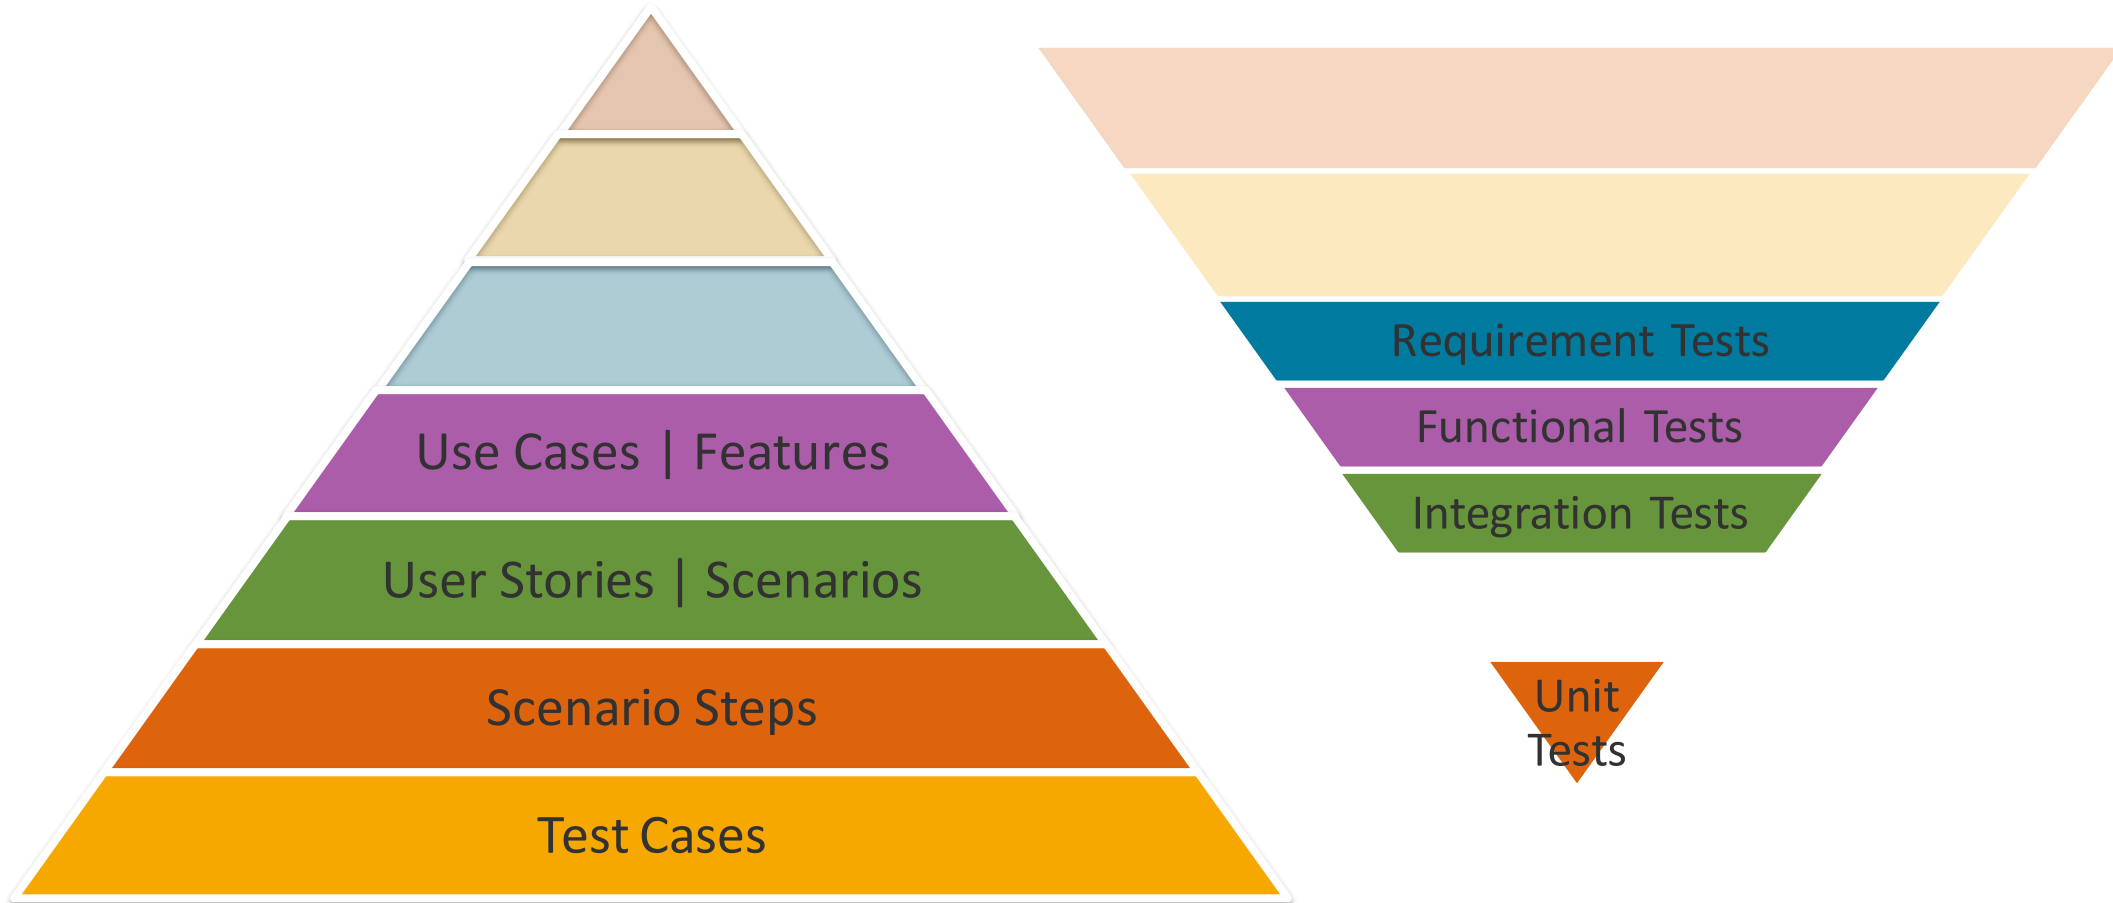 Use Cases | Features
User Stories | Scenarios
Scenario Steps
Test Cases
Requirement Tests
Functional Tests
Integration Tests
Unit
Tests